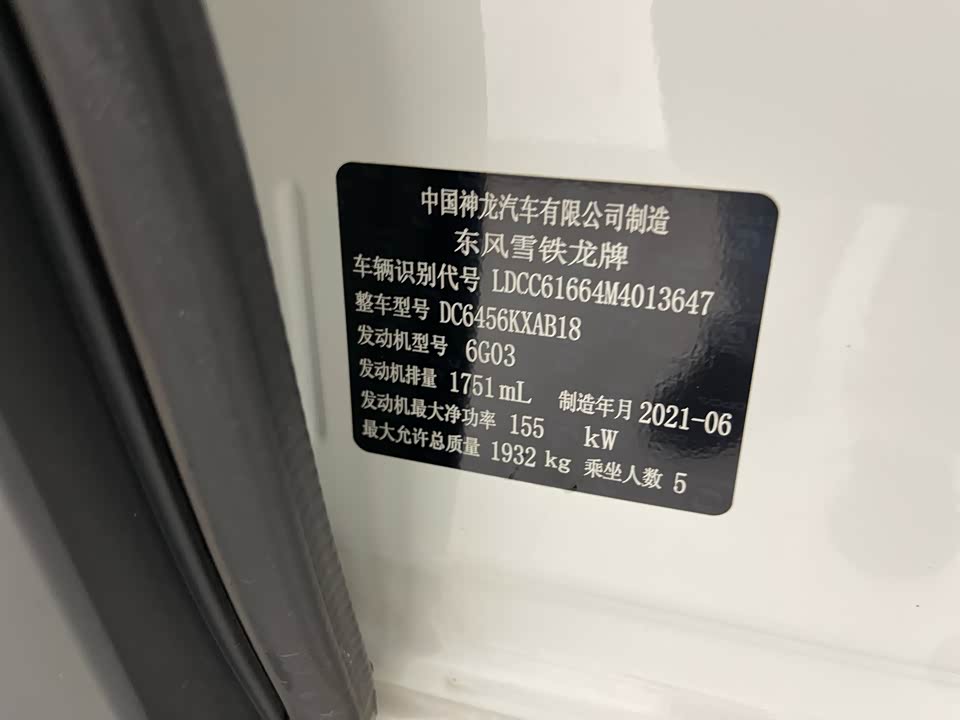 中国神龙汽车有限公司制造
东风雪铁龙牌
车辆识别代号 LDCC61664M4013647
整车型号 DC6456KXAB18
发动机型号 6G03
发动机排量 1751mL 制造年月 2021-06
发动机最大净功率 155 kW
最大允许总质量 1932 kg 乘坐人数 5